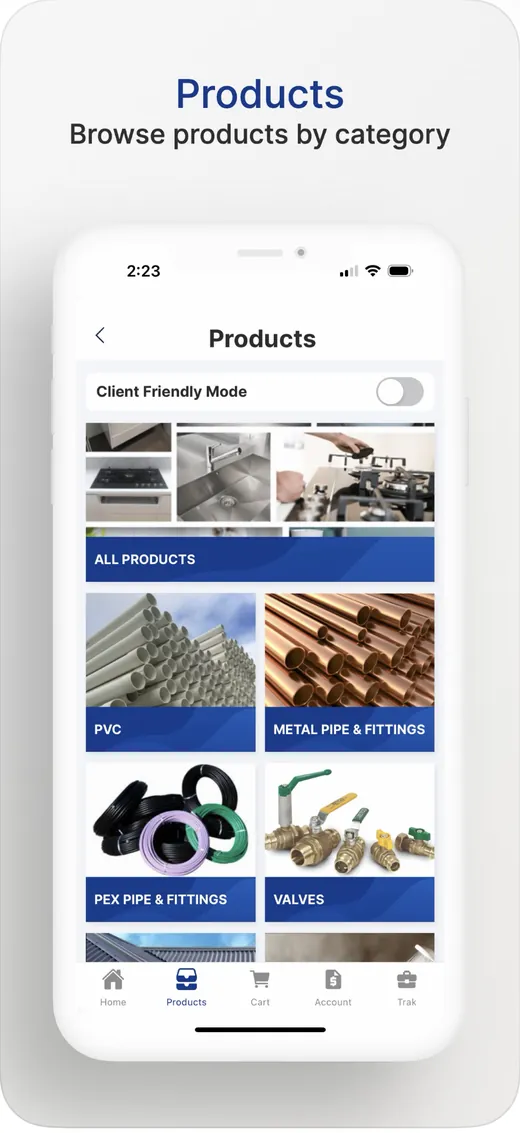 Products
Browse products by category
2:23
Products
Client Friendly Mode
ALL PRODUCTS
PVC
METAL PIPE & FITTINGS
PEX PIPE & FITTINGS
VALVES
Home
Products
Cart
Account
Trak